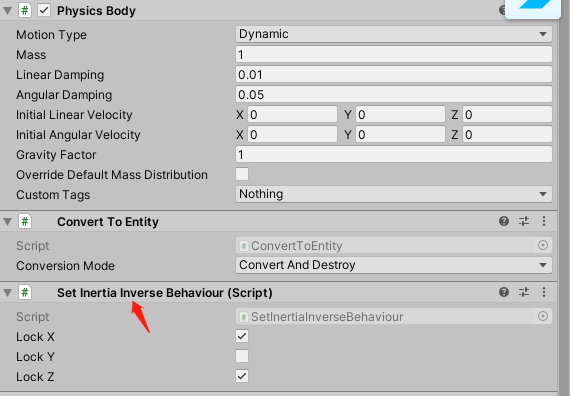 Physics Body
Motion Type Dynamic
Mass 1
Linear Damping 0.01
Angular Damping 0.05
Initial Linear Velocity X 0 Y 0 Z 0
Initial Angular Velocity X 0 Y 0 Z 0
Gravity Factor 1
Override Default Mass Distribution
Custom Tags Nothing
Convert To Entity
Script ConvertToEntity
Conversion Mode Convert And Destroy
Set Inertia Inverse Behaviour (Script)
Script SetInertiaInverseBehaviour
Lock X
Lock Y
Lock Z